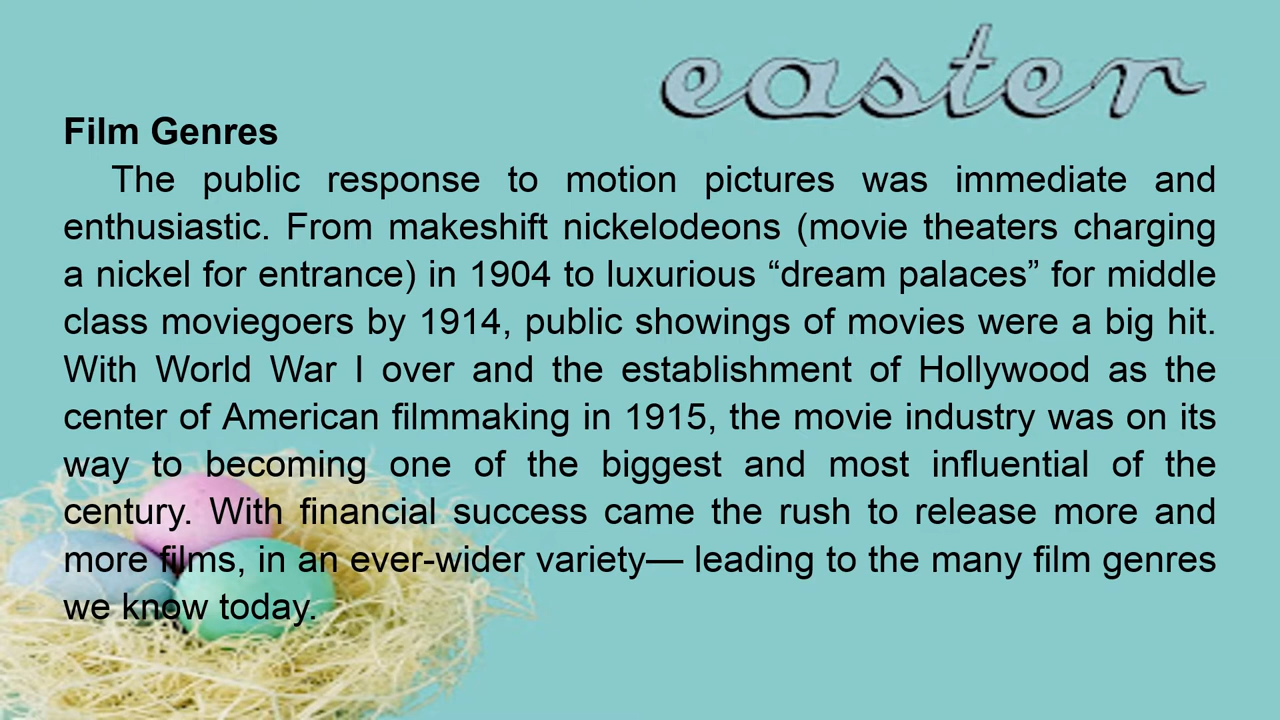 easter
Film Genres
The public response to motion pictures was immediate and
enthusiastic. From makeshift nickelodeons (movie theaters charging
a nickel for entrance) in 1904 to luxurious “dream palaces” for middle
class moviegoers by 1914, public showings of movies were a big hit.
With World War I over and the establishment of Hollywood as the
center of American filmmaking in 1915, the movie industry was on its
way to becoming one of the biggest and most influential of the
century. With financial success came the rush to release more and
more films, in an ever-wider variety— leading to the many film genres
we know today.